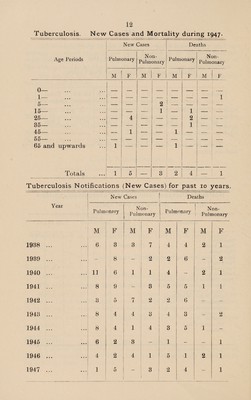 12
Tuberculosis. New Cases and Mortality during 1947.
Age Periods New Cases Deaths
Pulmonary Non-Pulmonary Pulmonary Non-Pulmonary
M F M F M F M F
0— ... ... — — — — — — — —
1— ... ... — — — — — — — 1
5— ... ... — — — 2 — — — —
15— ... ... — — — 1 — 1 — —
25— ... ... — 4 — — — 2 — —
35— ... ... — — — — — 1 — —
45— ... ... — 1 — — 1 — — —
55— ... ... — — — — — — — —
65 and upwards ... 1 — — — 1 — — —
Totals ... 1 5 — 3 2 4 — 1
Tuberculosis Notifications (New Cases) for past 10 years.
Year New Cases Deaths
Pulmonary Non-Pulmonary Pulmonary Non-Pulmonary
M F M F M F M F
1938 ... ... 6 3 3 7 4 4 2 1
1939 ... ... - 8 - 2 2 6 - 2
1940 ... ... 11 6 1 1 4 - 2 1
1941 ... ... 8 9 - 3 5 5 1 1
1942 ... ... 3 5 7 2 2 6 - -
1943 ... ... 8 4 4 3 4 3 - 2
1944 ... ... 8 4 1 4 3 5 1 -
1945 ... ... 6 2 3 - 1 - - 1
1946 ... ... 4 2 4 1 5 1 2 1
1947 ... ... 1 5 - 3 2 4 - 1